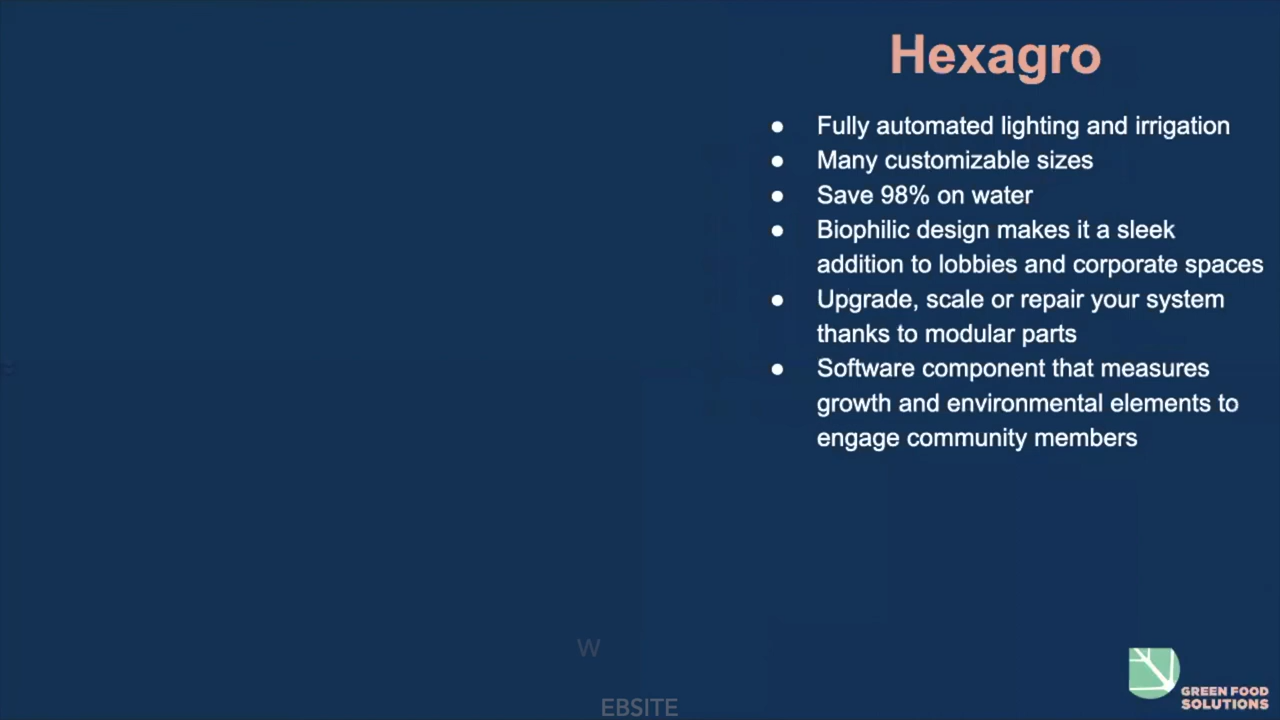 Hexagro
● Fully automated lighting and irrigation
● Many customizable sizes
● Save 98% on water
● Biophilic design makes it a sleek
addition to lobbies and corporate spaces
● Upgrade, scale or repair your system
thanks to modular parts
● Software component that measures
growth and environmental elements to
engage community members
W
EBSITE
GREEN FOOD
SOLUTIONS